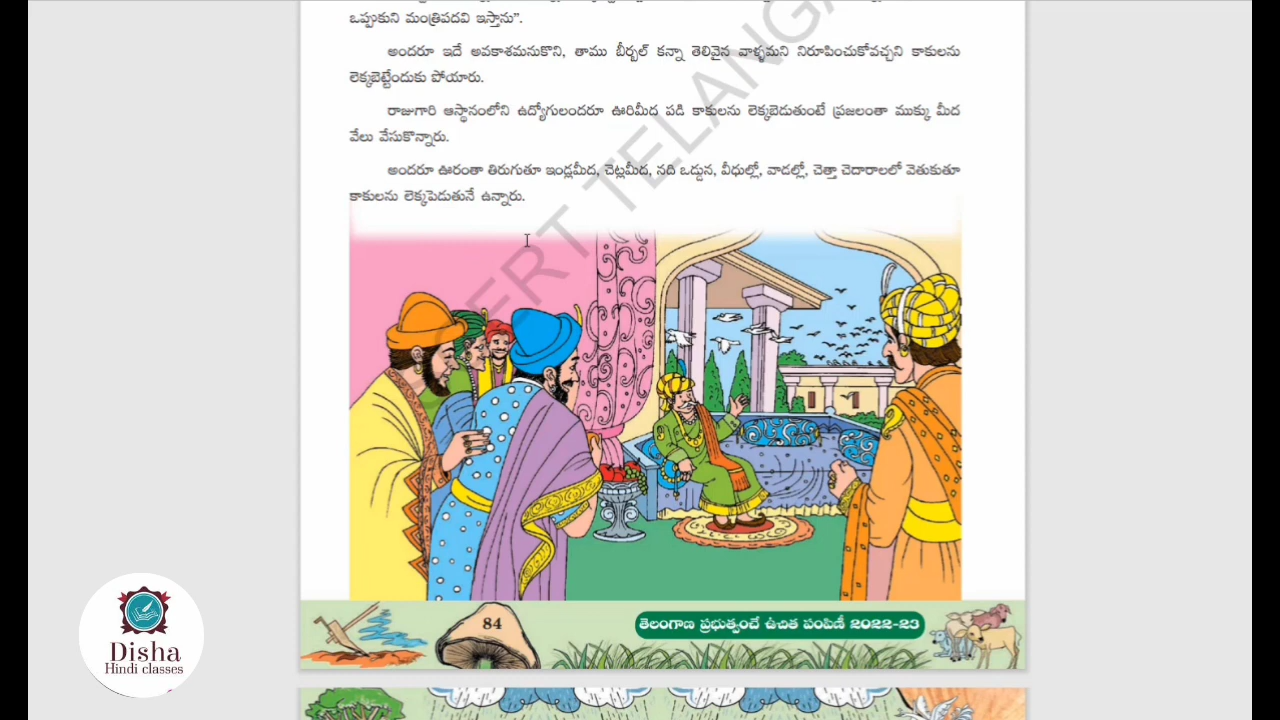 ఒప్పుకుని మంత్రిపదవి ఇస్తాను”.
అందరూ ఇదే అవకాశమనుకొని, తాము బీర్బల్ కన్నా తెలివైన వాళ్ళమని నిరూపించుకోవచ్చని కాకులను
లెక్కబెట్టేందుకు పోయారు.
రాజుగారి ఆస్థానంలోని ఉద్యోగులందరూ ఊరిమీద పడి కాకులను లెక్కబెడుతుంటే ప్రజలంతా ముక్కు మీద
వేలు వేసుకొన్నారు.
అందరూ ఊరంతా తిరుగుతూ ఇండ్లమీద, చెట్లమీద, నది ఒడ్డున, వీధుల్లో, వాడల్లో, చెత్తా చెదారాలలో వెతుకుతూ
కాకులను లెక్కపెడుతునే ఉన్నారు.
84
తెలంగాణ ప్రభుత్వంచే ఉచిత పంపిణీ 2022-23
Disha
Hindi classes